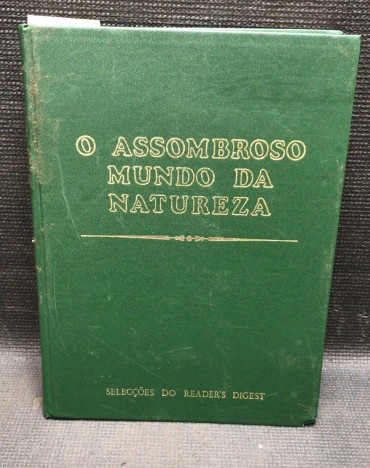 O ASSOMBROSO
MUNDO DA
NATUREZA
SELECÇÕES DO READER'S DIGEST